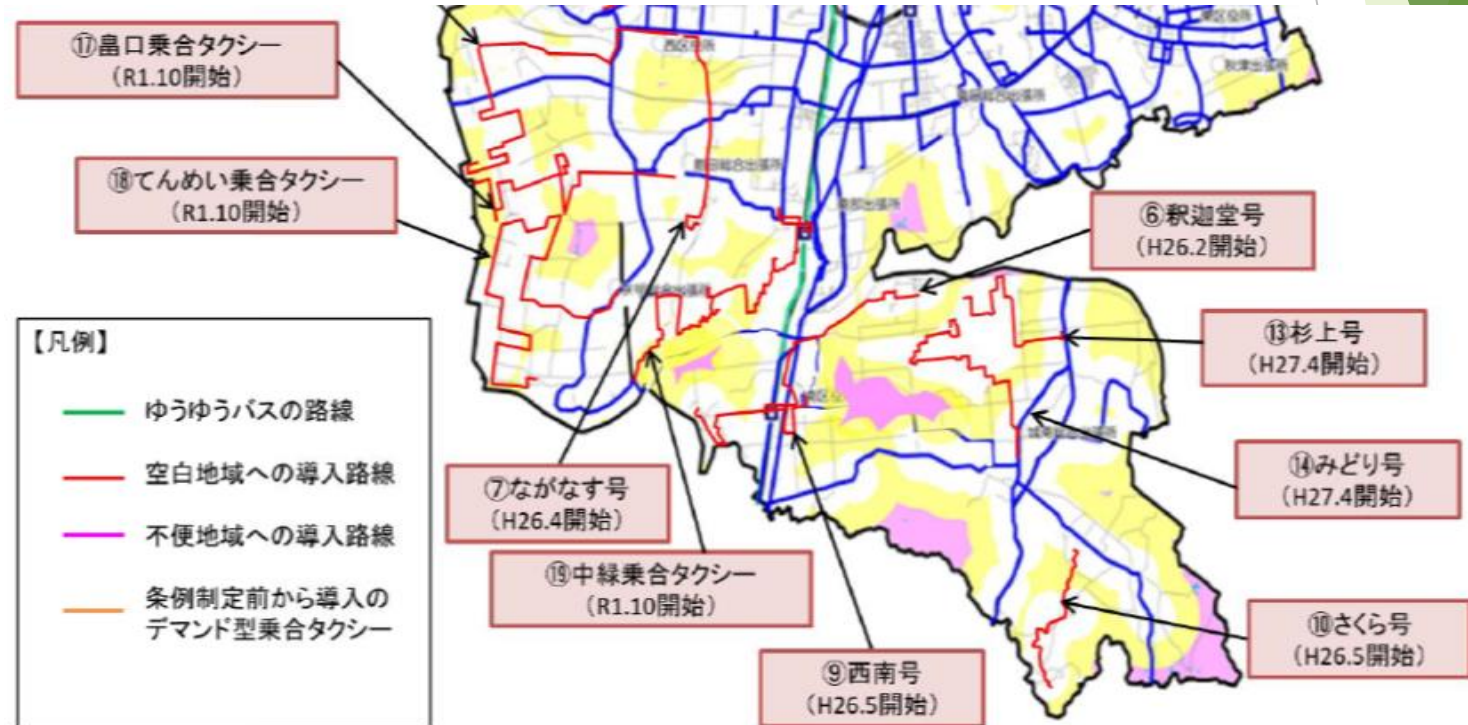 ⑰畠口乗合タクシー
(R1.10開始)
⑱てんめい乗合タクシー
(R1.10開始)
西区役所
⑥釈迦堂号
(H26.2開始)
⑬杉上号
(H27.4開始)
⑭みどり号
(H27.4開始)
⑦ながなす号
(H26.4開始)
⑲中緑乗合タクシー
(R1.10開始)
⑨西南号
(H26.5開始)
⑩さくら号
(H26.5開始)
【凡例】
ゆうゆうバスの路線
空白地域への導入路線
不便地域への導入路線
条例制定前から導入の
デマンド型乗合タクシー